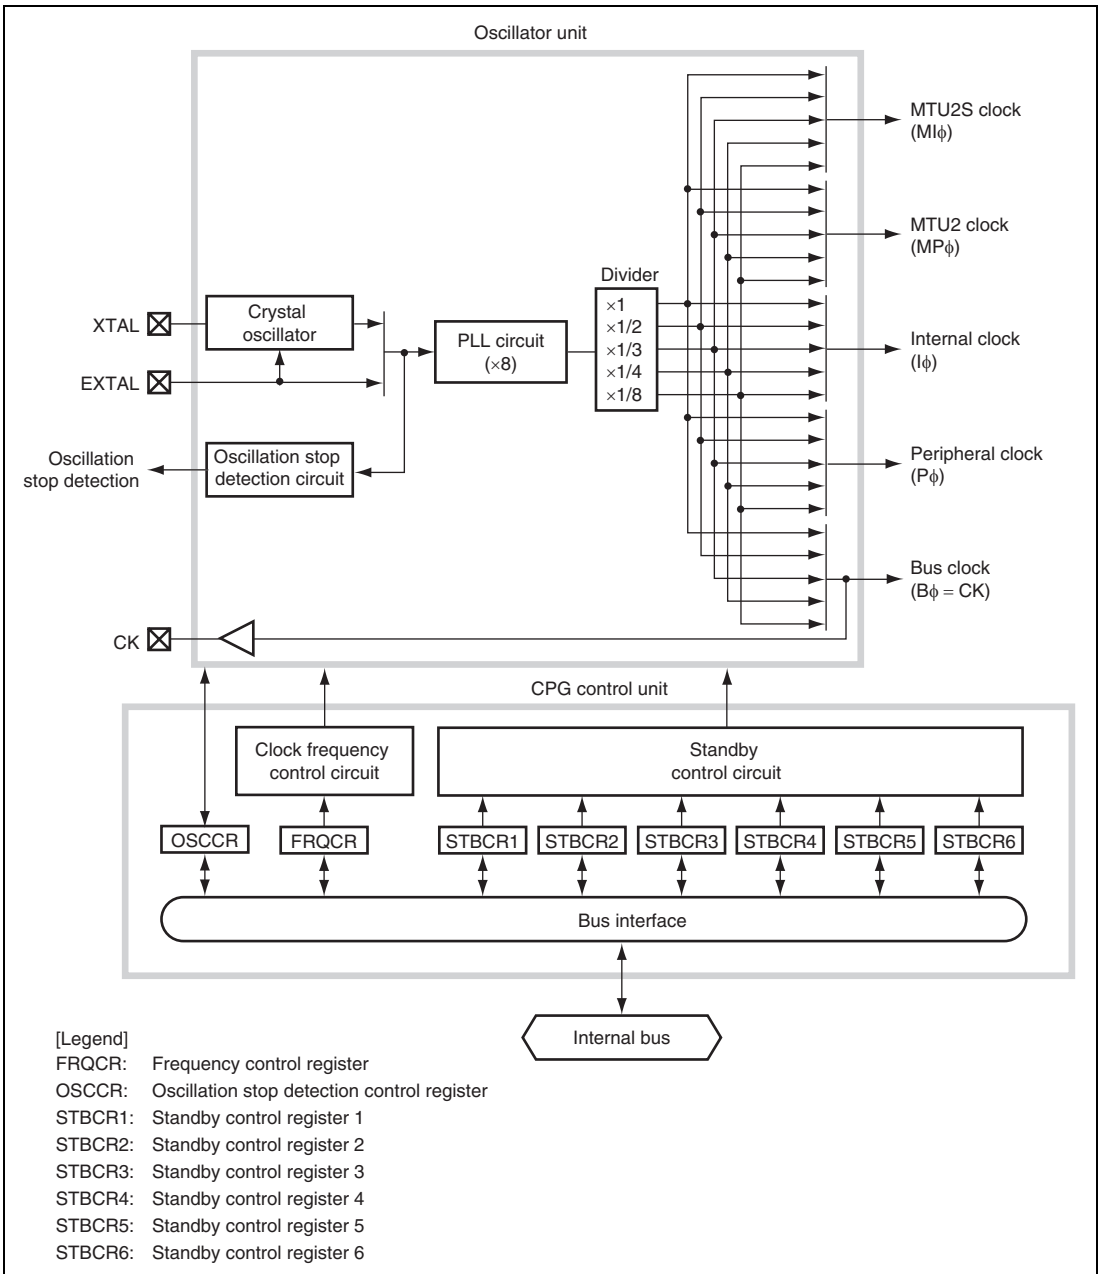 Oscillator unit
MTU2S clock
(MIϕ)
MTU2 clock
(MPϕ)
Divider
×1
×1/2
×1/3
×1/4
×1/8
XTAL
Crystal
oscillator
PLL circuit
(×8)
EXTAL
Internal clock
(Iϕ)
Oscillation
stop detection
Oscillation stop
detection circuit
Peripheral clock
(Pϕ)
Bus clock
(Bϕ = CK)
CK
CPG control unit
Clock frequency
control circuit
Standby
control circuit
OSCCR
FRQCR
STBCR1
STBCR2
STBCR3
STBCR4
STBCR5
STBCR6
Bus interface
Internal bus
[Legend]
FRQCR: Frequency control register
OSCCR: Oscillation stop detection control register
STBCR1: Standby control register 1
STBCR2: Standby control register 2
STBCR3: Standby control register 3
STBCR4: Standby control register 4
STBCR5: Standby control register 5
STBCR6: Standby control register 6